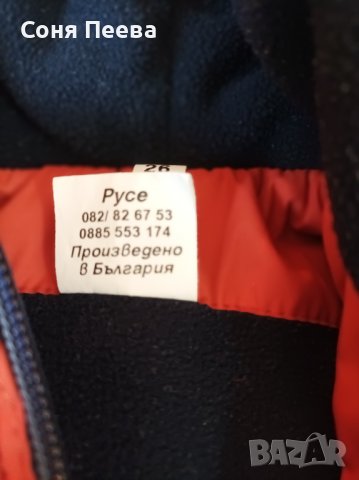 Соня Пеева
26
Русе
082/ 82 67 53
0885 553 174
Произведено
в България
BAZAR